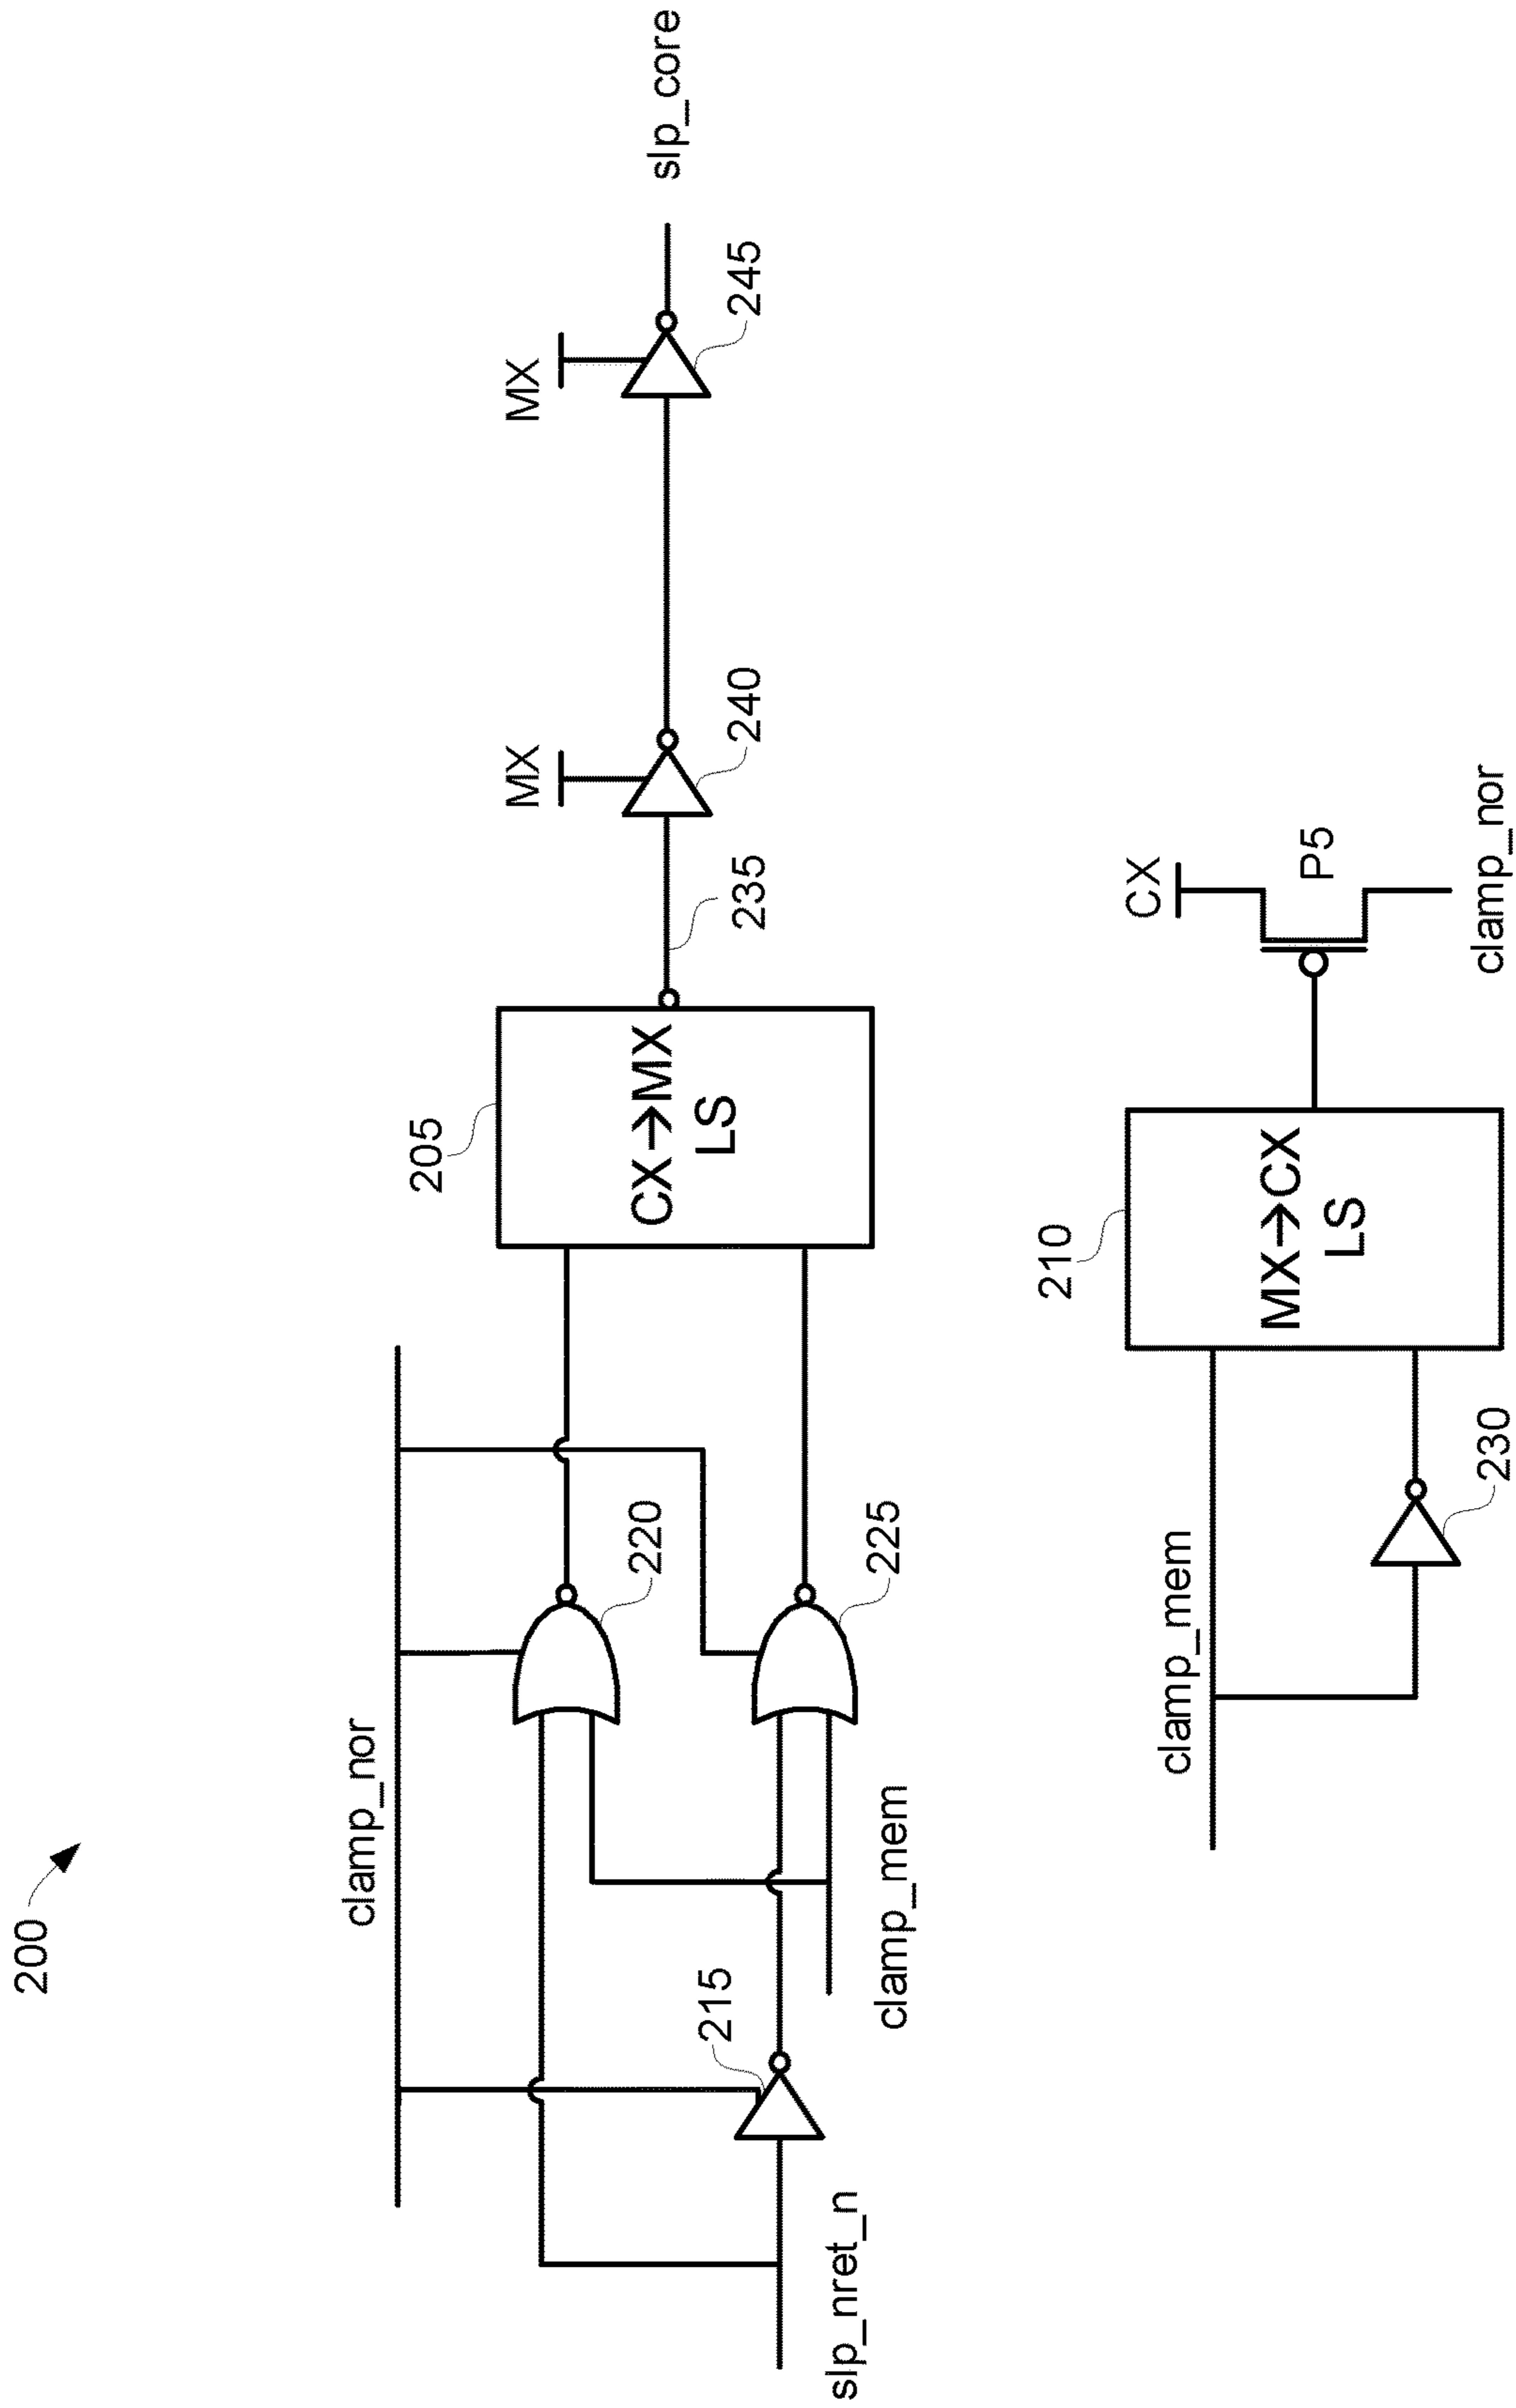 200
clamp_nor
slp_nret_n
215
clamp_mem
220
225
205
CX→MX
LS
235
MX
240
MX
245
slp_core
clamp_mem
230
210
MX→CX
LS
CX
P5
clamp_nor